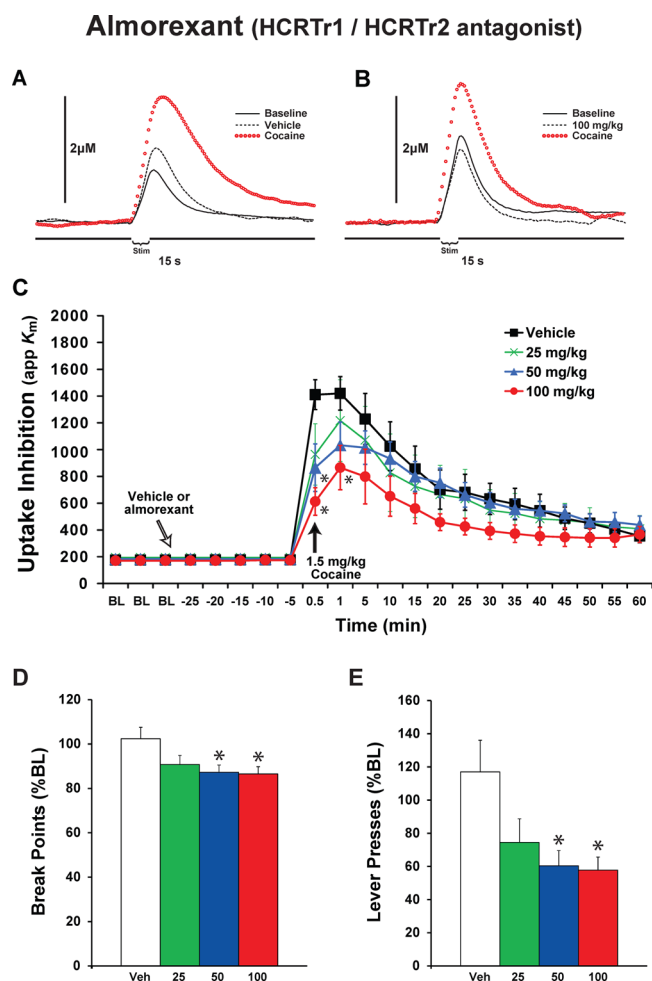 Almorexant (HCRTr1 / HCRTr2 antagonist)
A
2µM
Baseline
Vehicle
Cocaine
Stim
15 s
B
2µM
Baseline
100 mg/kg
Cocaine
Stim
15 s
C
Uptake Inhibition (app Km)
2000
1800
1600
1400
1200
1000
800
600
400
200
0
Vehicle
25 mg/kg
50 mg/kg
100 mg/kg
Vehicle or
almorexant
* * *
1.5 mg/kg
Cocaine
BL BL BL -25 -20 -15 -10 -5 0.5 1 5 10 15 20 25 30 35 40 45 50 55 60
Time (min)
D
Break Points (%BL)
120
100
80
60
40
20
0
* *
Veh 25 50 100
E
Lever Presses (%BL)
160
140
120
100
80
60
40
20
0
* *
Veh 25 50 100